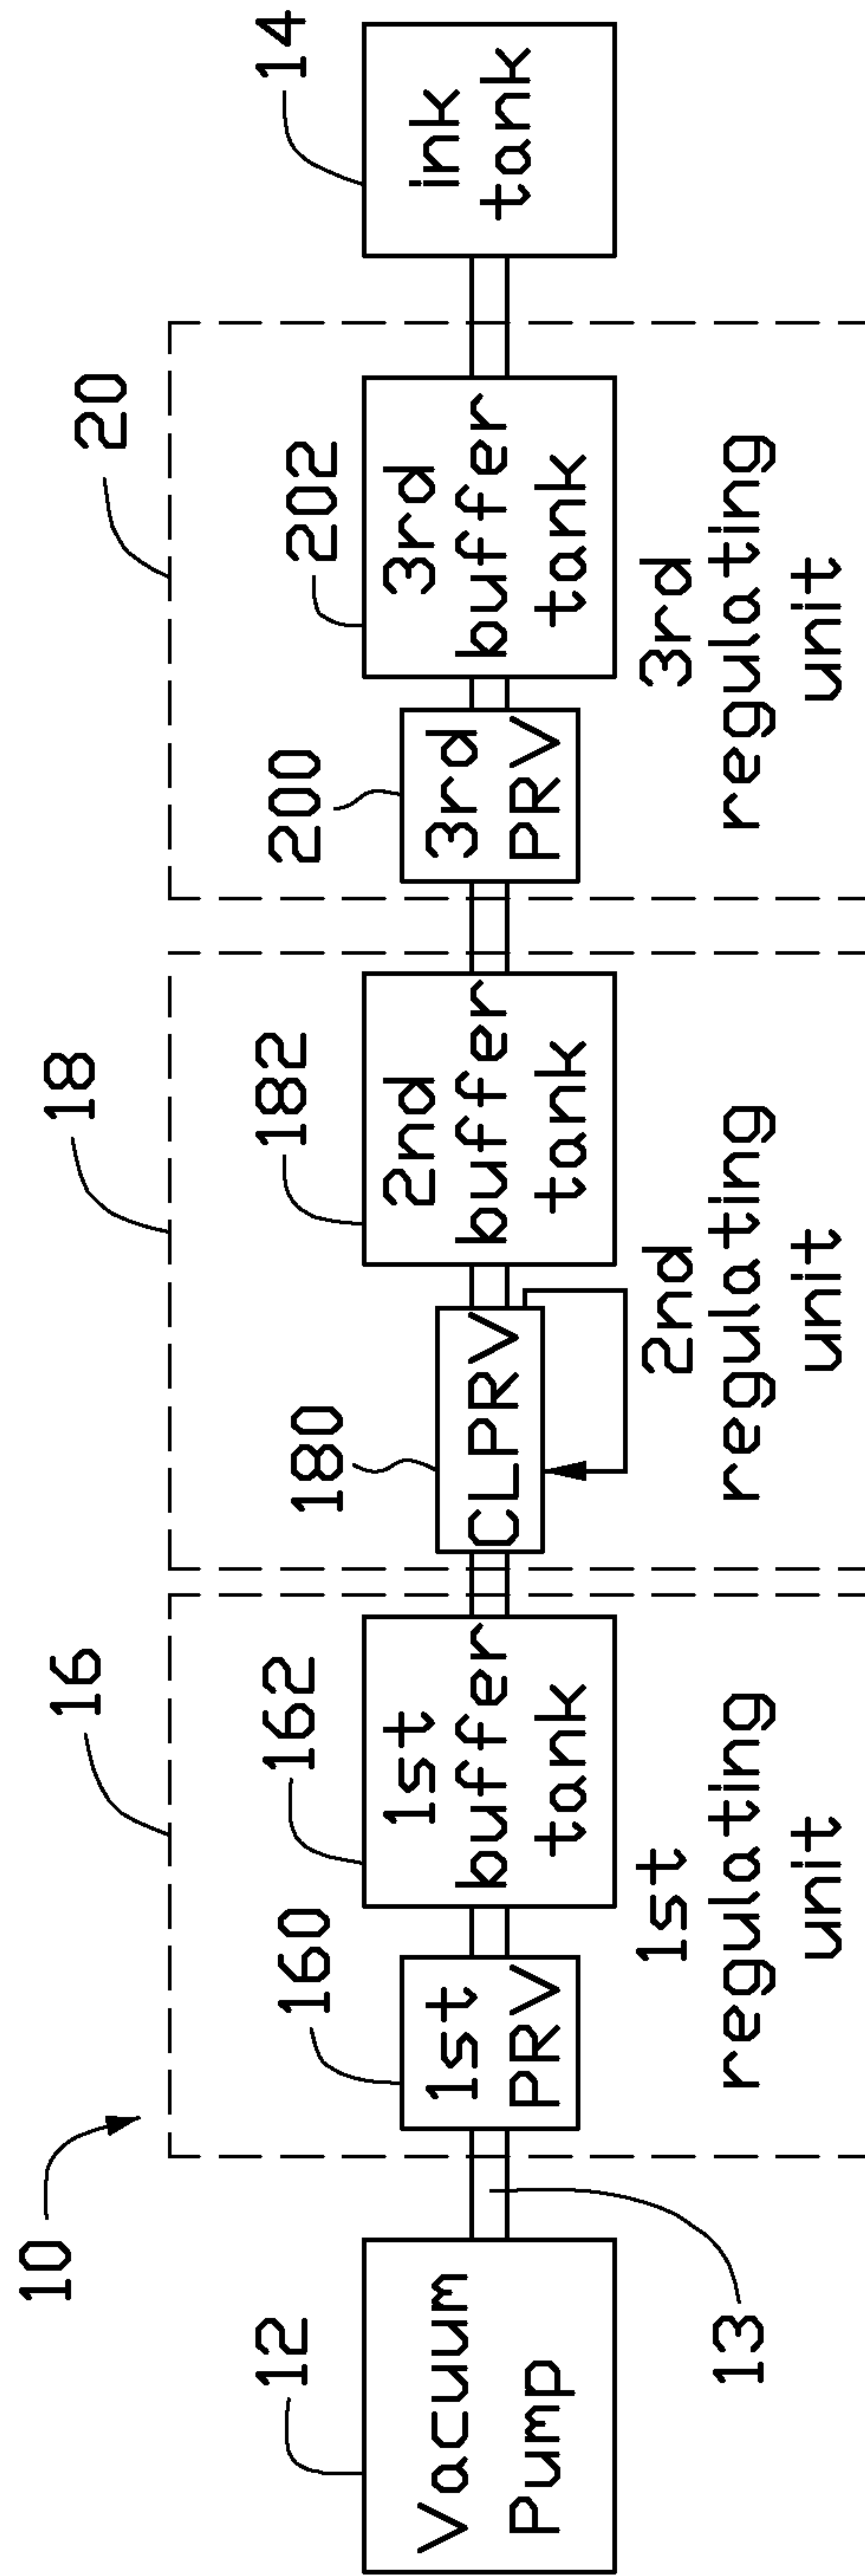 10
16
18
20
12
160
162
180
182
200
202
14
Vacuum
Pump
1st
PRV
1st
buffer
tank
CLPRV
2nd
buffer
tank
3rd
PRV
3rd
buffer
tank
ink
tank
13
1st
regulating
unit
2nd
regulating
unit
3rd
regulating
unit